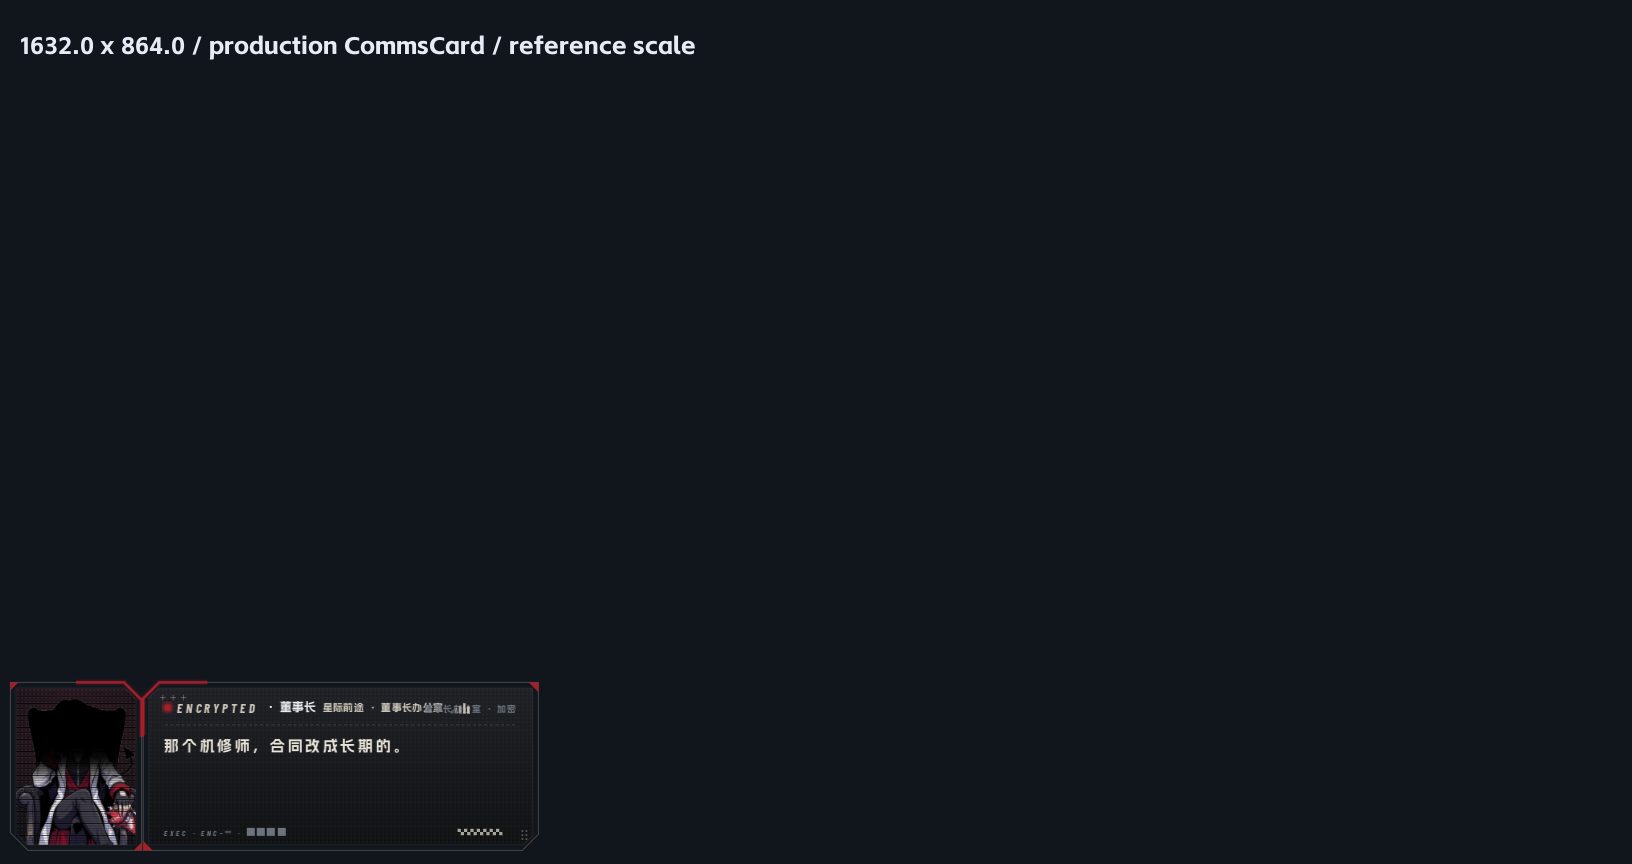 1632.0 x 864.0 / production CommsCard / reference scale
ENCRYPTED · 董事长 星际前途 · 董事长办公室 · 加密
那个机修师，合同改成长期的。
EXEC · ENC-